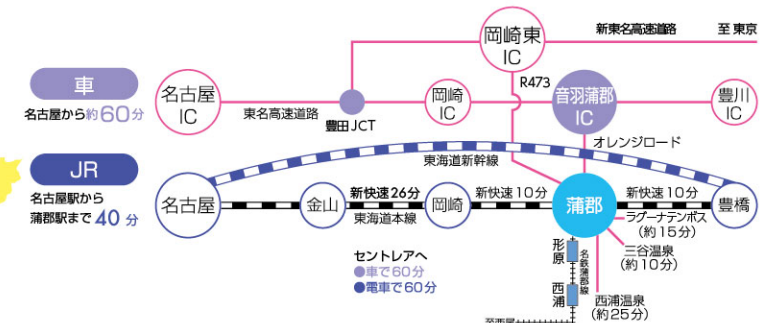 岡崎東
IC
新東名高速道路
至 東京
車
名古屋から約60分
名古屋
IC
東名高速道路
豊田 JCT
岡崎
IC
R473
音羽蒲郡
IC
豊川
IC
オレンジロード
JR
名古屋駅から
蒲郡駅まで 40 分
東海道新幹線
名古屋
金山
新快速26分
東海道本線
岡崎
新快速10分
蒲郡
新快速10分
豊橋
ラグーナテンボス
(約15分)
三谷温泉
(約10分)
西浦温泉
(約25分)
セントレアへ
●車で60分
●電車で60分
形原
西浦
名鉄蒲郡線